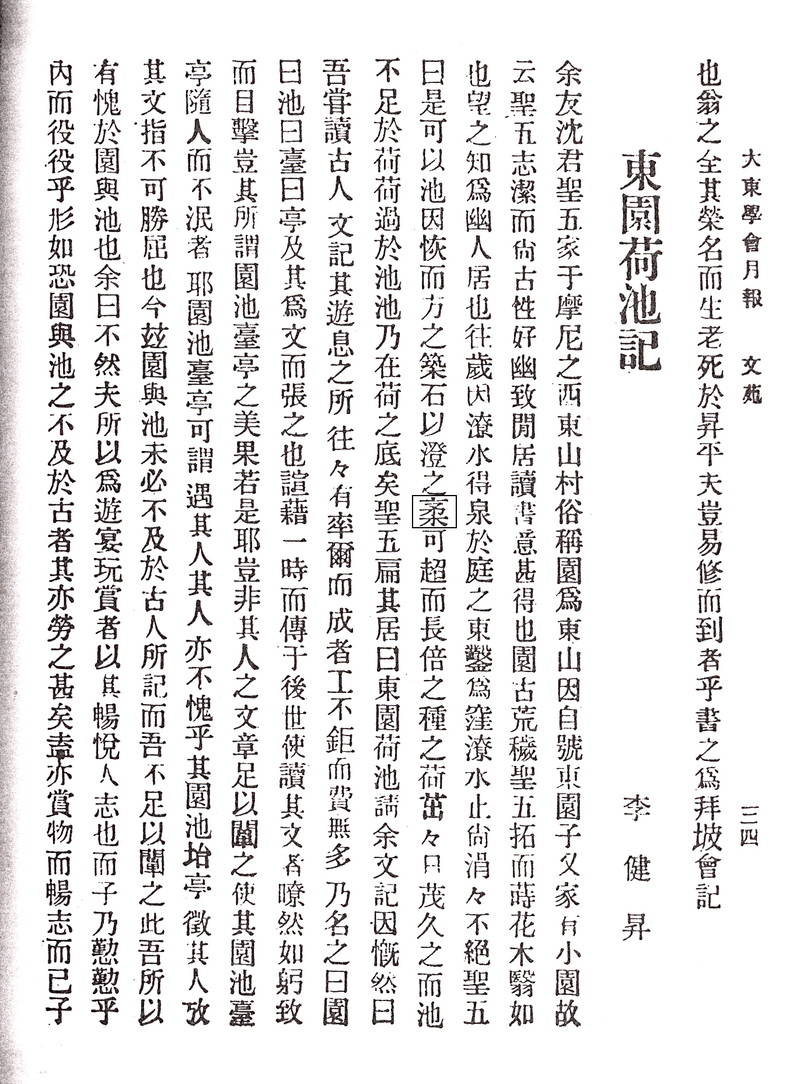 大東學會月報　文苑　三四
也翁之全其榮名而生老死於昇平夫豈易修而到者乎書之爲拜坡會記
東園荷池記
李健昇
余友沈君聖五家于摩尼之西東山村俗稱園爲東山因自號東園子又家有小園故
云聖五志潔而尙古性好幽致閒居讀書意甚得也園古荒穢聖五拓而蒔花木翳如
也望之知爲幽人居也往歲因潦水得泉於庭之東鑿爲窪潦水止尙涓々不絕聖五
曰是可以池因恢而方之築石以澄之可超而長倍之種之荷茁々日茂久之而池
不足於荷荷過於池池乃在荷之底矣聖五扁其居曰東園荷池請余文記因慨然曰
吾嘗讀古人文記其遊息之所往々有率爾而成者工不鉅而費無多乃名之曰園
曰池曰臺曰亭及其爲文而張之也諠藉一時而傳于後世使讀其文者瞭然如躬致
而目擊豈其所謂園池臺亭之美果若是耶豈非其人之文章足以闡之使其園池臺
亭隨人而不泯者耶園池臺亭可謂遇其人其人亦不愧乎其園池坮亭徵其人攷
其文指不可勝屈也今玆園與池未必不及於古人所記而吾不足以闡之此吾所以
有愧於園與池也余曰不然夫所以爲遊宴玩賞者以其暢悅人志也而子乃懃懃乎
內而役役乎形如恐園與池之不及於古者其亦勞之甚矣盍亦賞物而暢志而已子